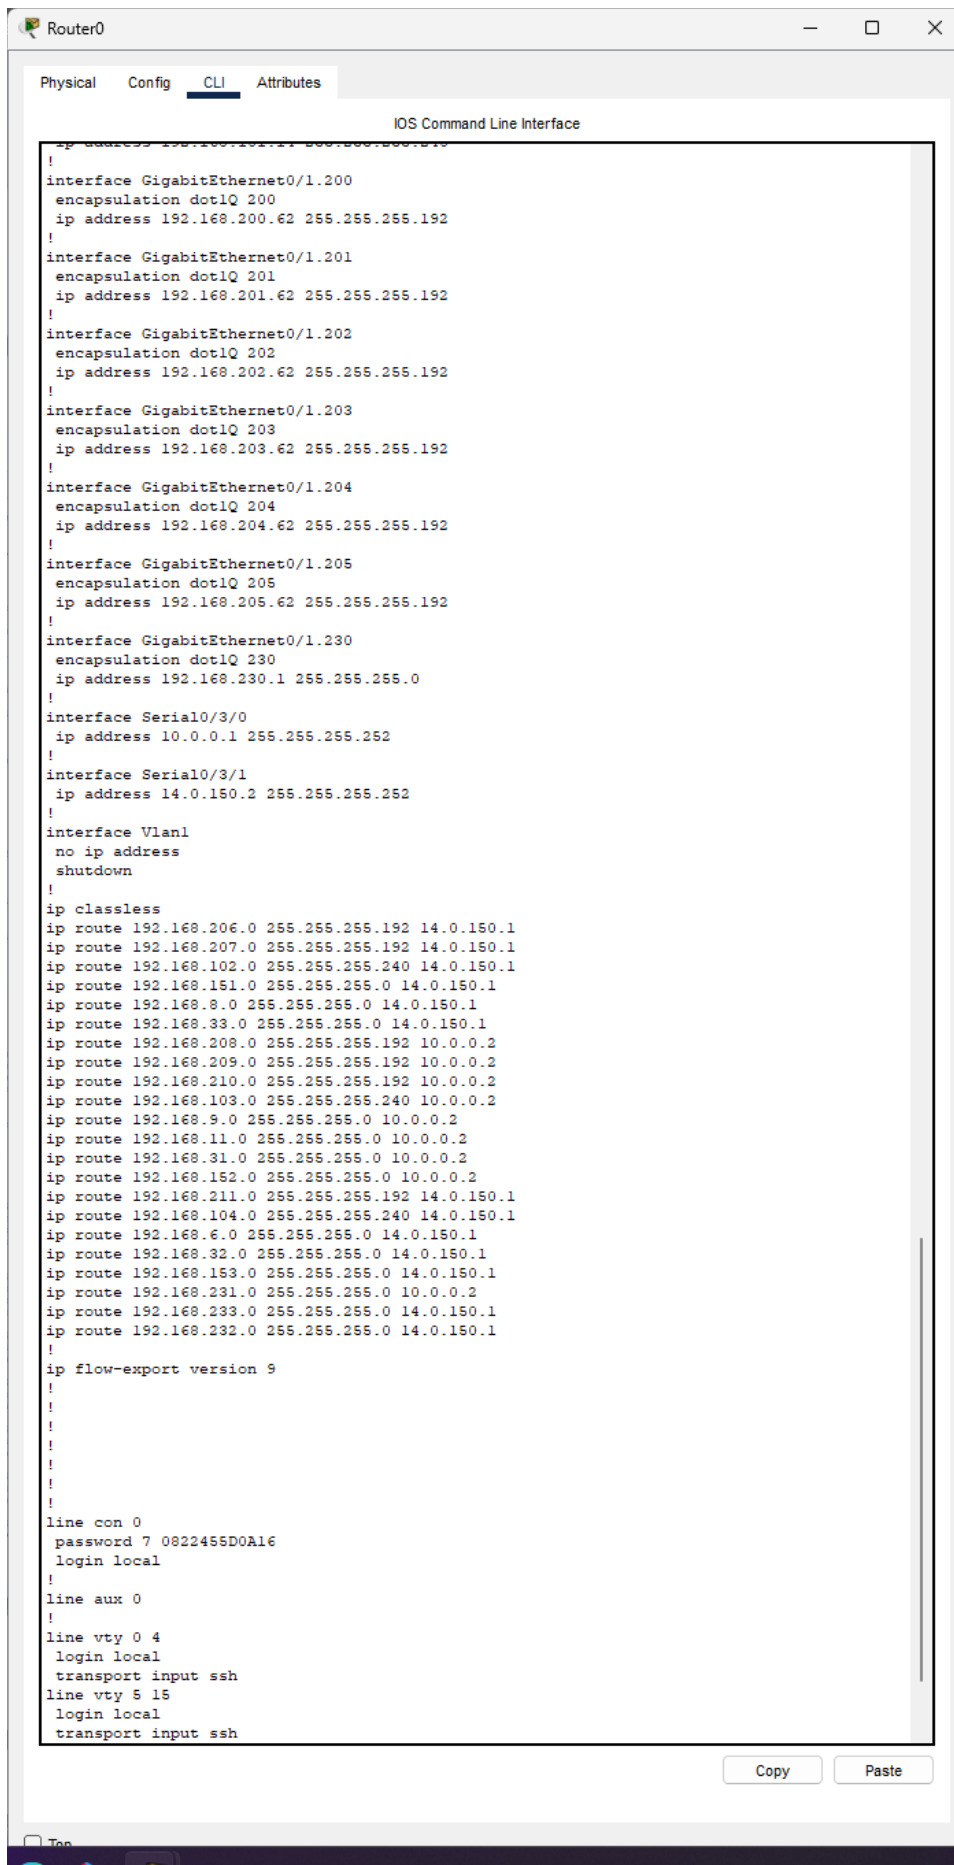 Router0
Physical Config CLI Attributes
IOS Command Line Interface
!
interface GigabitEthernet0/1.200
encapsulation dot1Q 200
ip address 192.168.200.62 255.255.255.192
!
interface GigabitEthernet0/1.201
encapsulation dot1Q 201
ip address 192.168.201.62 255.255.255.192
!
interface GigabitEthernet0/1.202
encapsulation dot1Q 202
ip address 192.168.202.62 255.255.255.192
!
interface GigabitEthernet0/1.203
encapsulation dot1Q 203
ip address 192.168.203.62 255.255.255.192
!
interface GigabitEthernet0/1.204
encapsulation dot1Q 204
ip address 192.168.204.62 255.255.255.192
!
interface GigabitEthernet0/1.205
encapsulation dot1Q 205
ip address 192.168.205.62 255.255.255.192
!
interface GigabitEthernet0/1.230
encapsulation dot1Q 230
ip address 192.168.230.1 255.255.255.0
!
interface Serial0/3/0
ip address 10.0.0.1 255.255.255.252
!
interface Serial0/3/1
ip address 14.0.150.2 255.255.255.252
!
interface Vlan1
no ip address
shutdown
!
ip classless
ip route 192.168.206.0 255.255.255.192 14.0.150.1
ip route 192.168.207.0 255.255.255.192 14.0.150.1
ip route 192.168.102.0 255.255.255.240 14.0.150.1
ip route 192.168.151.0 255.255.255.0 14.0.150.1
ip route 192.168.8.0 255.255.255.0 14.0.150.1
ip route 192.168.33.0 255.255.255.0 14.0.150.1
ip route 192.168.208.0 255.255.255.192 10.0.0.2
ip route 192.168.209.0 255.255.255.192 10.0.0.2
ip route 192.168.210.0 255.255.255.192 10.0.0.2
ip route 192.168.103.0 255.255.255.240 10.0.0.2
ip route 192.168.9.0 255.255.255.0 10.0.0.2
ip route 192.168.11.0 255.255.255.0 10.0.0.2
ip route 192.168.31.0 255.255.255.0 10.0.0.2
ip route 192.168.152.0 255.255.255.0 10.0.0.2
ip route 192.168.211.0 255.255.255.192 14.0.150.1
ip route 192.168.104.0 255.255.255.240 14.0.150.1
ip route 192.168.6.0 255.255.255.0 14.0.150.1
ip route 192.168.32.0 255.255.255.0 14.0.150.1
ip route 192.168.153.0 255.255.255.0 14.0.150.1
ip route 192.168.231.0 255.255.255.0 10.0.0.2
ip route 192.168.233.0 255.255.255.0 14.0.150.1
ip route 192.168.232.0 255.255.255.0 14.0.150.1
!
ip flow-export version 9
!
!
!
!
!
!
!
line con 0
password 7 0822455D0A16
login local
!
line aux 0
!
line vty 0 4
login local
transport input ssh
line vty 5 15
login local
transport input ssh
Copy Paste
Top